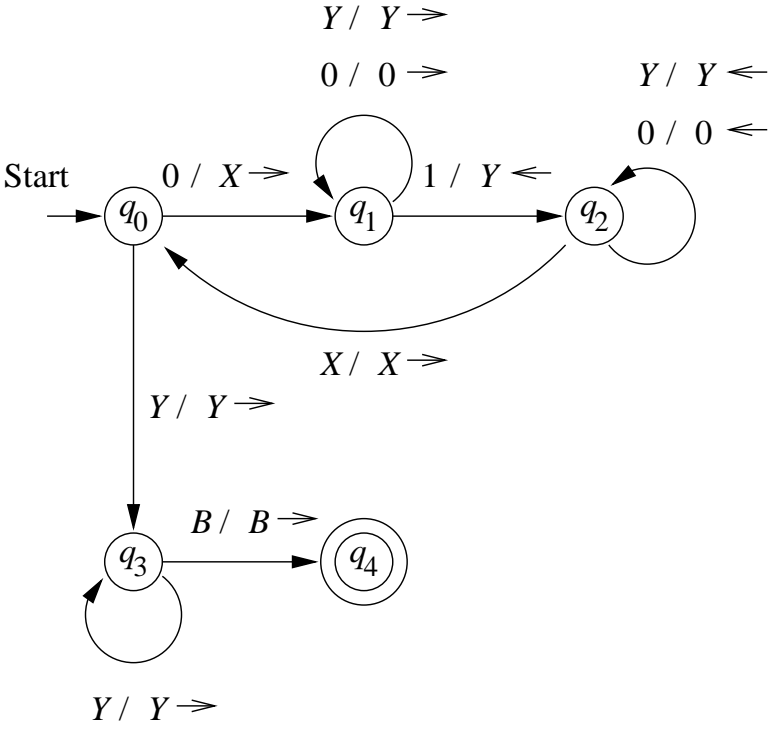 Y / Y →
0 / 0 →
Y / Y ←
0 / 0 ←
Start
0 / X →
1 / Y ←
q0
q1
q2
X / X →
Y / Y →
B / B →
q3
q4
Y / Y →